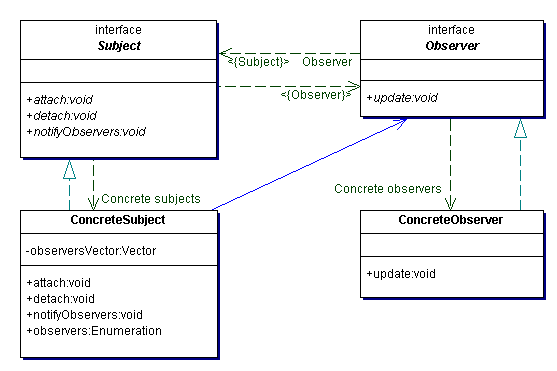 interface
Subject
+attach:void
+detach:void
+notifyObservers:void
interface
Observer
+update:void
<{Subject}> Observer
<{Observer}>
Concrete subjects
Concrete observers
ConcreteSubject
-observersVector:Vector
+attach:void
+detach:void
+notifyObservers:void
+observers:Enumeration
ConcreteObserver
+update:void